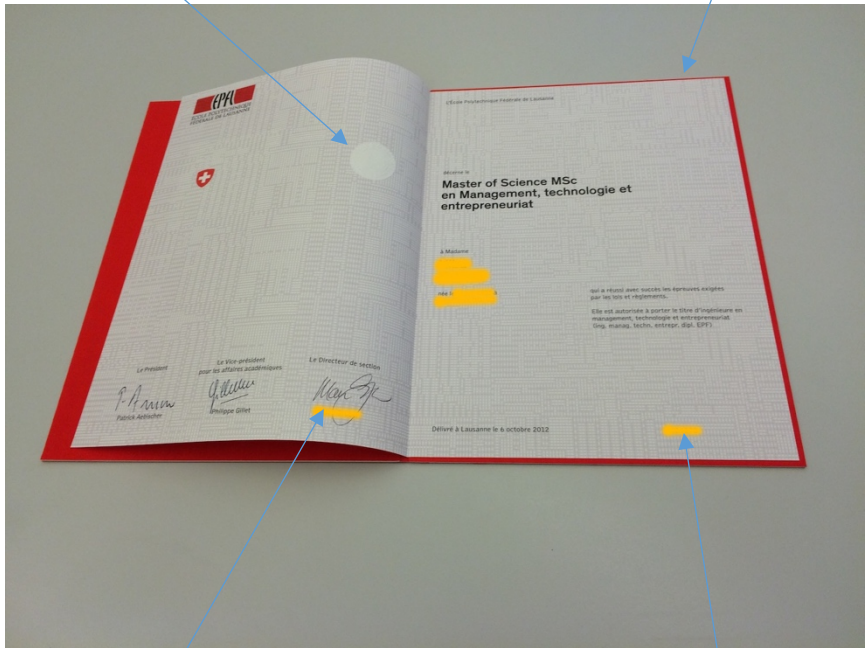 EPFL
ÉCOLE POLYTECHNIQUE
FÉDÉRALE DE LAUSANNE
Le Président
Patrick Aebischer
Le Vice-président
pour les affaires académiques
Philippe Gillet
Le Directeur de section
L'École Polytechnique Fédérale de Lausanne
décerne le
Master of Science MSc
en Management, technologie et
entrepreneuriat
à Madame
née
qui a réussi avec succès les épreuves exigées
par les lois et règlements.
Elle est autorisée à porter le titre d'ingénieure en
management, technologie et entrepreneuriat
(ing. manag. techn. entrepr. dipl. EPF)
Délivré à Lausanne le 6 octobre 2012